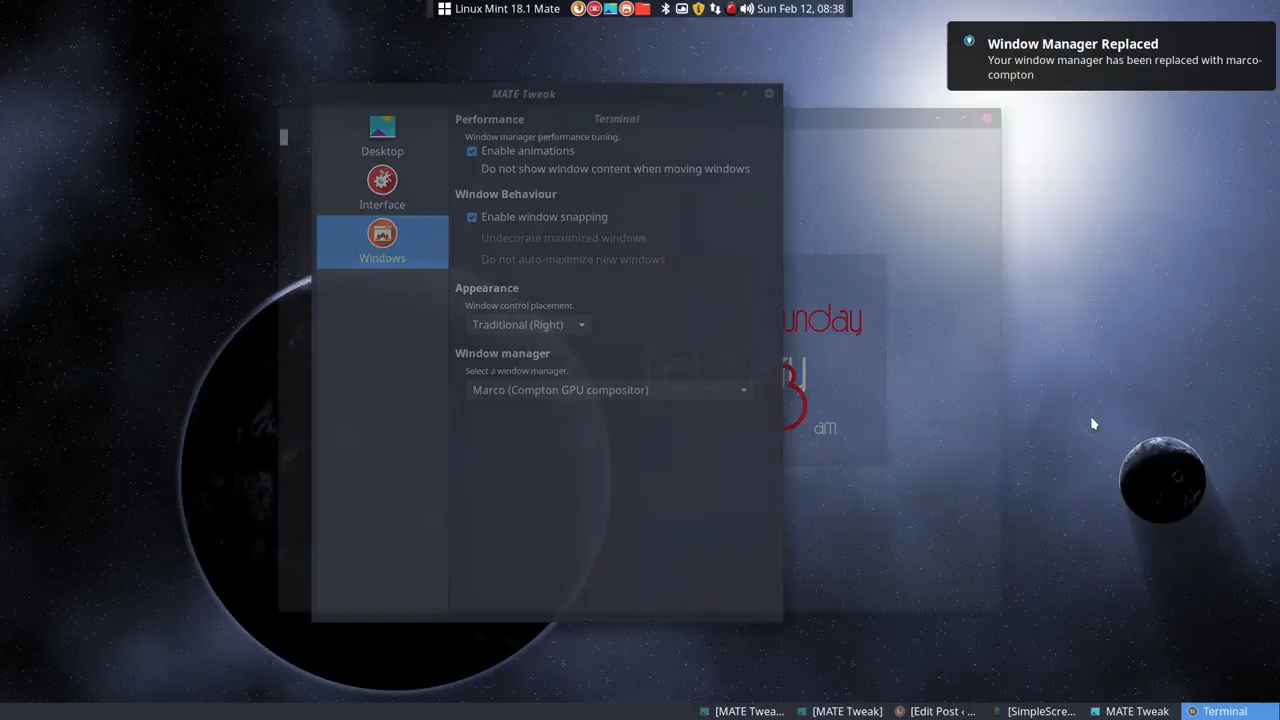 Linux Mint 18.1 Mate
Sun Feb 12, 08:38
Window Manager Replaced
Your window manager has been replaced with marco-
compton
MATE Tweak
Terminal
Desktop
Interface
Windows
Performance
Window manager performance tuning.
Enable animations
Do not show window content when moving windows
Window Behaviour
Enable window snapping
Undecorate maximized windows
Do not auto-maximize new windows
Appearance
Window control placement.
Traditional (Right)
Window manager
Select a window manager.
Marco (Compton GPU compositor)
unday
am
[MATE Twea...
[MATE Tweak]
[Edit Post ‹ ...
[SimpleScre...
MATE Tweak
Terminal